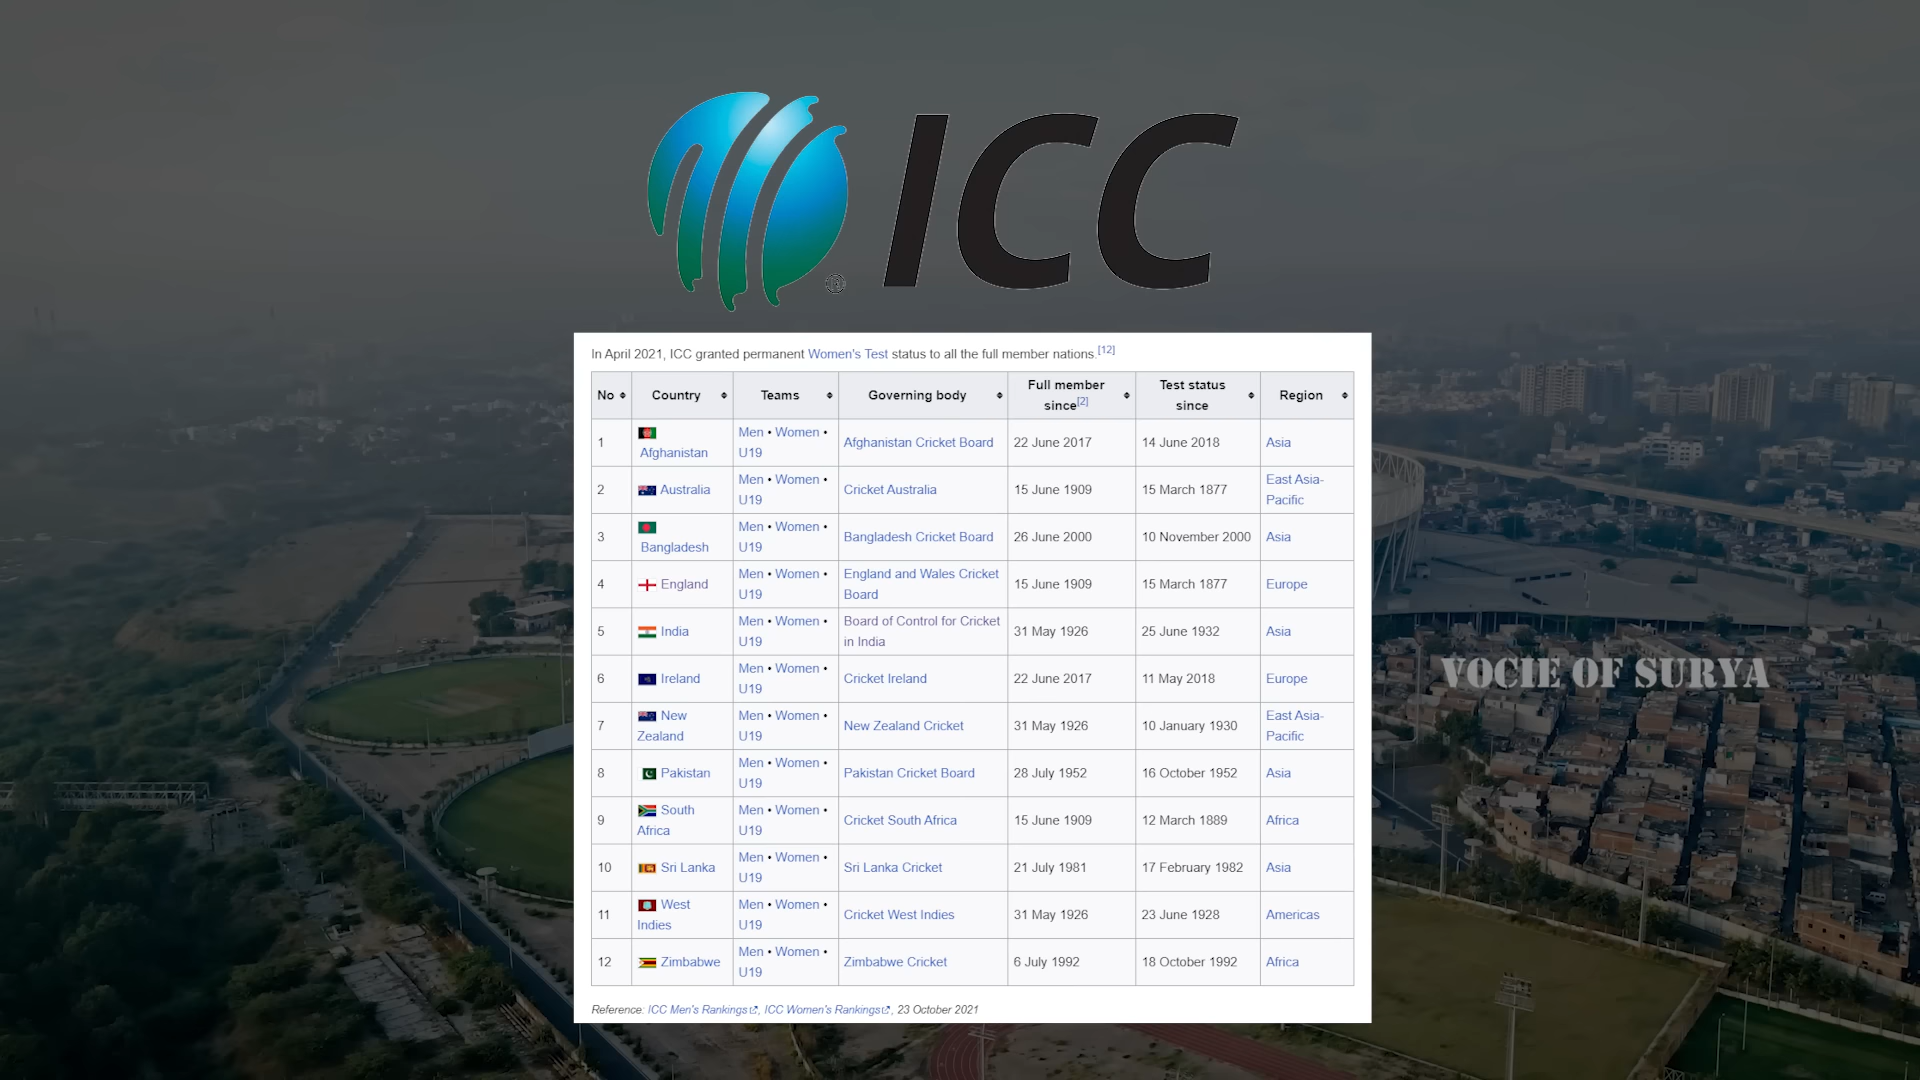 ICC
In April 2021, ICC granted permanent Women's Test status to all the full member nations.[12]
No Country Teams Governing body Full member since[2] Test status since Region
1 Afghanistan Men • Women • U19 Afghanistan Cricket Board 22 June 2017 14 June 2018 Asia
2 Australia Men • Women • U19 Cricket Australia 15 June 1909 15 March 1877 East Asia-Pacific
3 Bangladesh Men • Women • U19 Bangladesh Cricket Board 26 June 2000 10 November 2000 Asia
4 England Men • Women • U19 England and Wales Cricket Board 15 June 1909 15 March 1877 Europe
5 India Men • Women • U19 Board of Control for Cricket in India 31 May 1926 25 June 1932 Asia
6 Ireland Men • Women • U19 Cricket Ireland 22 June 2017 11 May 2018 Europe
7 New Zealand Men • Women • U19 New Zealand Cricket 31 May 1926 10 January 1930 East Asia-Pacific
8 Pakistan Men • Women • U19 Pakistan Cricket Board 28 July 1952 16 October 1952 Asia
9 South Africa Men • Women • U19 Cricket South Africa 15 June 1909 12 March 1889 Africa
10 Sri Lanka Men • Women • U19 Sri Lanka Cricket 21 July 1981 17 February 1982 Asia
11 West Indies Men • Women • U19 Cricket West Indies 31 May 1926 23 June 1928 Americas
12 Zimbabwe Men • Women • U19 Zimbabwe Cricket 6 July 1992 18 October 1992 Africa
Reference: ICC Men's Rankings, ICC Women's Rankings, 23 October 2021
VOCIE OF SURYA